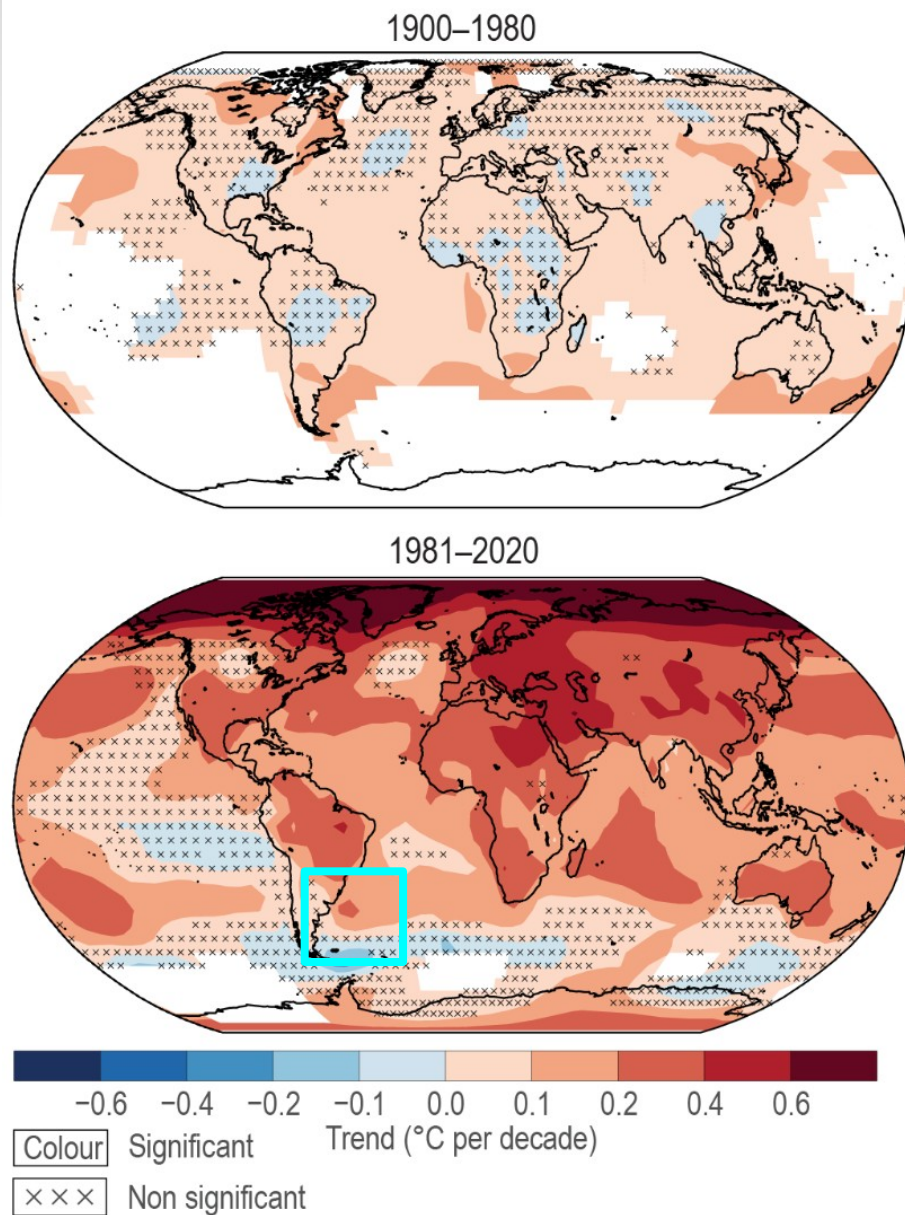 1900–1980
1981–2020
−0.6 −0.4 −0.2 −0.1 0.0 0.1 0.2 0.4 0.6
Trend (°C per decade)
Colour Significant
××× Non significant